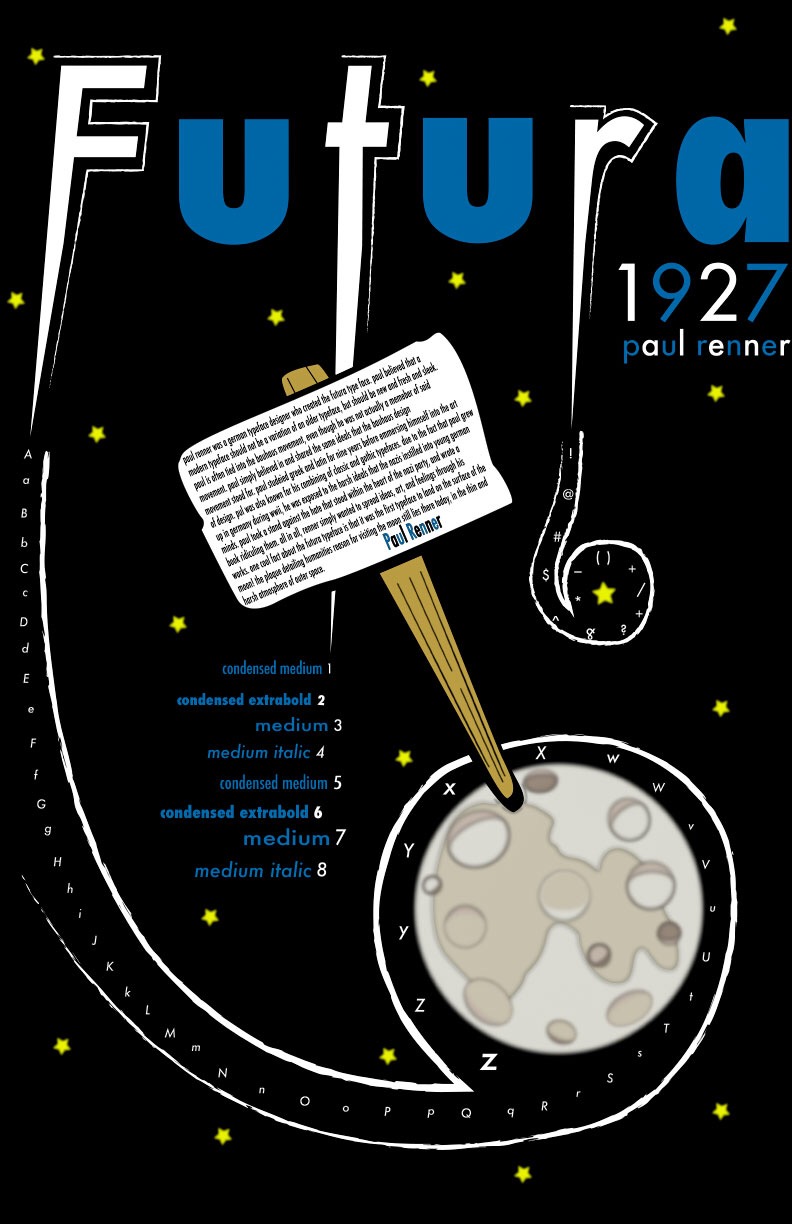 Futura
1927
paul renner
paul renner was a german typeface designer who created the futura type face. paul believed that a
modern typeface should not be a variation of an older typeface, but should be new and fresh and sleek.
paul is often tied into the bauhaus movement, even though he was not actually a memeber of said
movement. paul simply believed in and shared the same ideals that the bauhaus design
movement stood for. paul studeied greek and latin for nine years before emmersing himself into the art
of design. pul was also known for his combining of classic and gothic typefaces. due to the fact that paul grew
up in germany during wwii, he was exposed to the harsh ideals that the nazis instilled into young german
minds. paul took a stand against the hate that stood within the heart of the nazi party, and wrote a
book ridiculing them. all in all, renner simply wanted to spread ideas, art, and feelings through his
works. one cool fact about the futura typeface is that it was the first typeface to land on the surface of the
moon! the plaque detailing humanities reason for visiting the moon still lies there today, in the thin and
harsh atmosphere of outer space.
Paul Renner
condensed medium 1
condensed extrabold 2
medium 3
medium italic 4
condensed medium 5
condensed extrabold 6
medium 7
medium italic 8
A
a
B
b
C
c
D
d
E
e
F
f
G
g
H
h
i
J
K
k
L
M
m
N
n
O
o
P
p
Q
q
R
r
S
s
T
t
U
u
V
v
W
w
X
x
Y
y
Z
z
!
@
#
$
^
&
*
( )
–
+
/
+
?